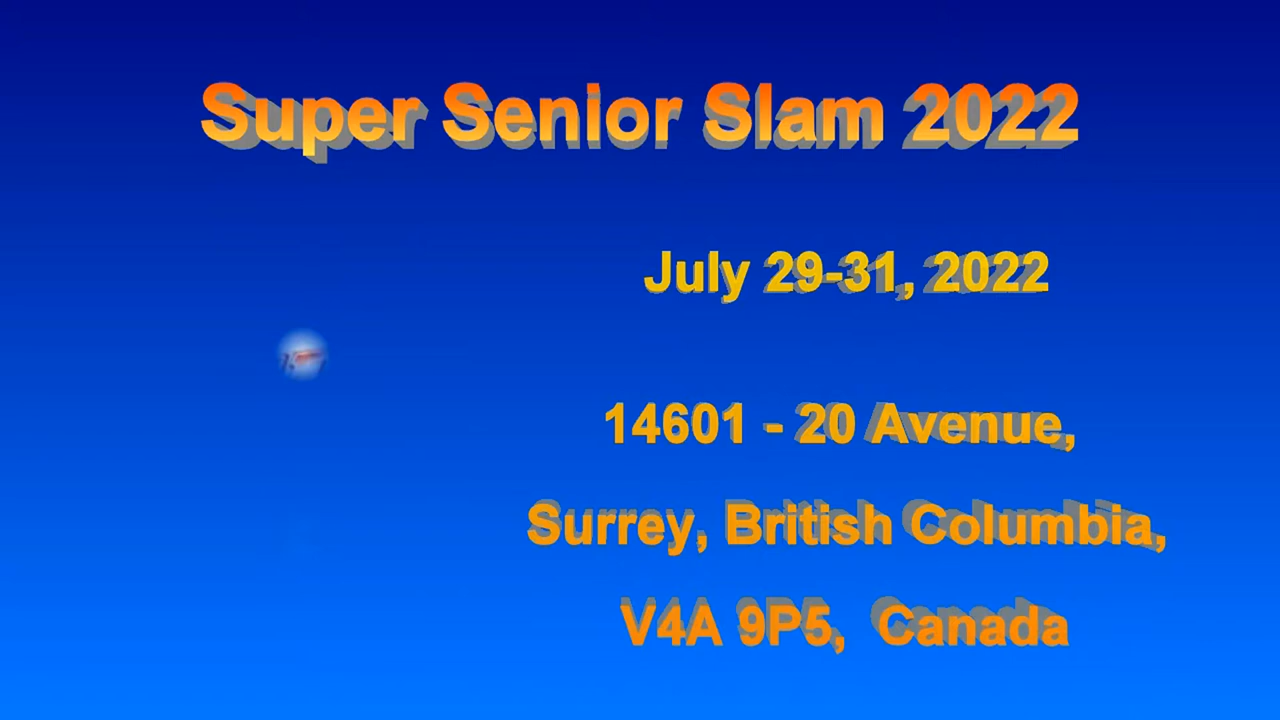 Super Senior Slam 2022
July 29-31, 2022
14601 - 20 Avenue,
Surrey, British Columbia,
V4A 9P5, Canada